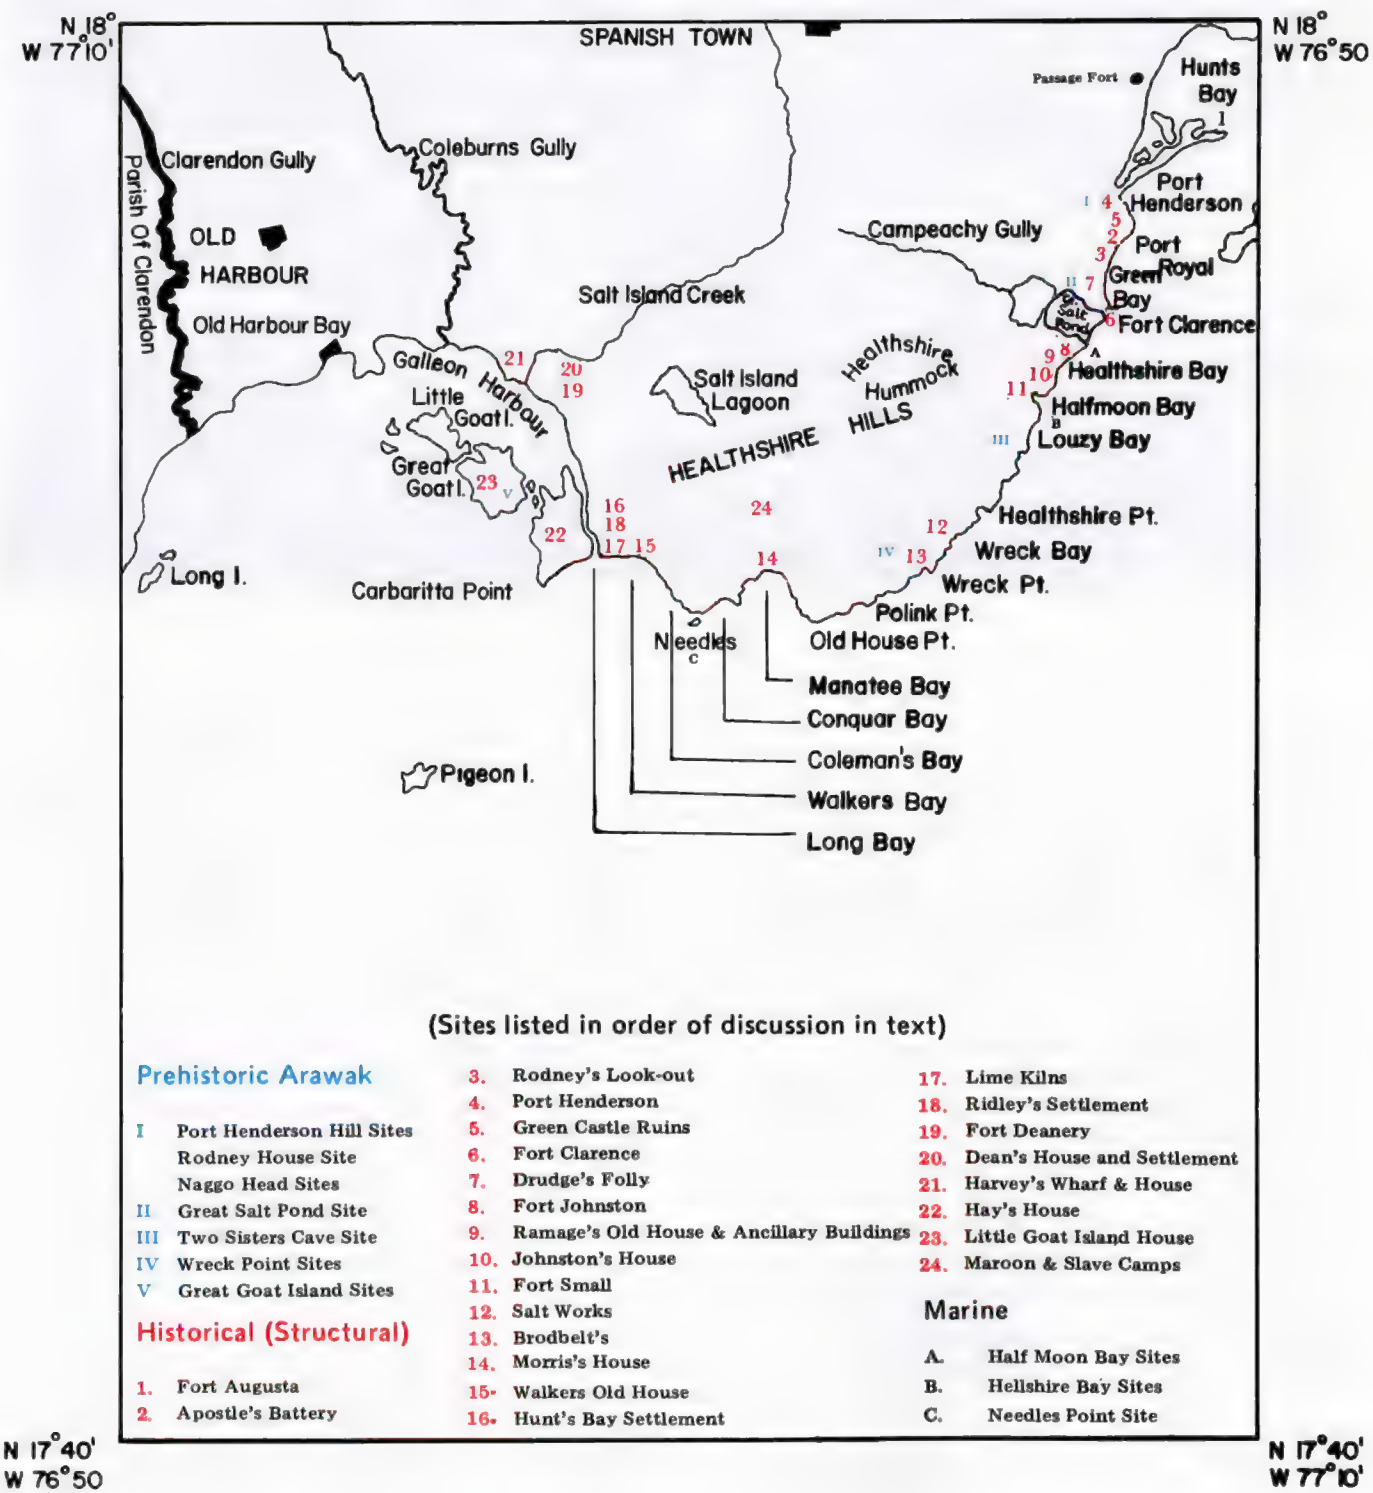 N 18°
W 77°10'
N 18°
W 76°50
SPANISH TOWN
Passage Fort
Hunts
Bay
1
Clarendon Gully
Coleburns Gully
Parish Of Clarendon
OLD
HARBOUR
Old Harbour Bay
Campeachy Gully
I
4
Port
Henderson
5
2
3
Port
Royal
II
7
Green
Bay
Gt.
Salt
Pond
6
Fort Clarence
Salt Island Creek
Galleon Harbour
21
20
19
Little
Goat I.
Great
Goat I.
23
V
22
Salt Island
Lagoon
Healthshire
Hummock
HEALTHSHIRE HILLS
8
A
9
10
Healthshire Bay
11
Halfmoon Bay
B
III
Louzy Bay
16
18
17
15
24
14
Healthshire Pt.
12
IV
13
Wreck Bay
Wreck Pt.
Polink Pt.
Old House Pt.
Long I.
Carbaritta Point
Needles
C
Manatee Bay
Conquar Bay
Coleman's Bay
Walkers Bay
Long Bay
Pigeon I.
(Sites listed in order of discussion in text)
Prehistoric Arawak
I Port Henderson Hill Sites
Rodney House Site
Naggo Head Sites
II Great Salt Pond Site
III Two Sisters Cave Site
IV Wreck Point Sites
V Great Goat Island Sites
Historical (Structural)
1. Fort Augusta
2. Apostle's Battery
3. Rodney's Look-out
4. Port Henderson
5. Green Castle Ruins
6. Fort Clarence
7. Drudge's Folly
8. Fort Johnston
9. Ramage's Old House & Ancillary Buildings
10. Johnston's House
11. Fort Small
12. Salt Works
13. Brodbelt's
14. Morris's House
15. Walkers Old House
16. Hunt's Bay Settlement
17. Lime Kilns
18. Ridley's Settlement
19. Fort Deanery
20. Dean's House and Settlement
21. Harvey's Wharf & House
22. Hay's House
23. Little Goat Island House
24. Maroon & Slave Camps
Marine
A. Half Moon Bay Sites
B. Hellshire Bay Sites
C. Needles Point Site
N 17°40'
W 76°50
N 17°40'
W 77°10'